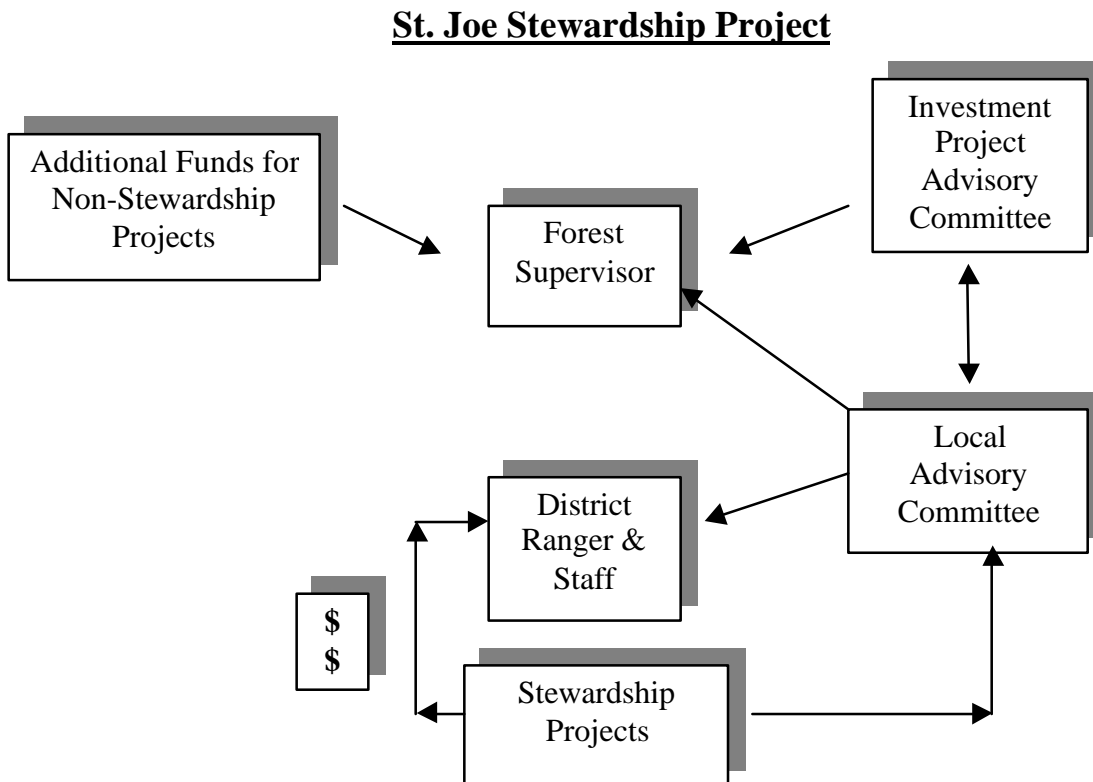 St. Joe Stewardship Project
Investment
Project
Advisory
Committee
Additional Funds for
Non-Stewardship
Projects
Forest
Supervisor
Local
Advisory
Committee
District
Ranger &
Staff
$
$
Stewardship
Projects